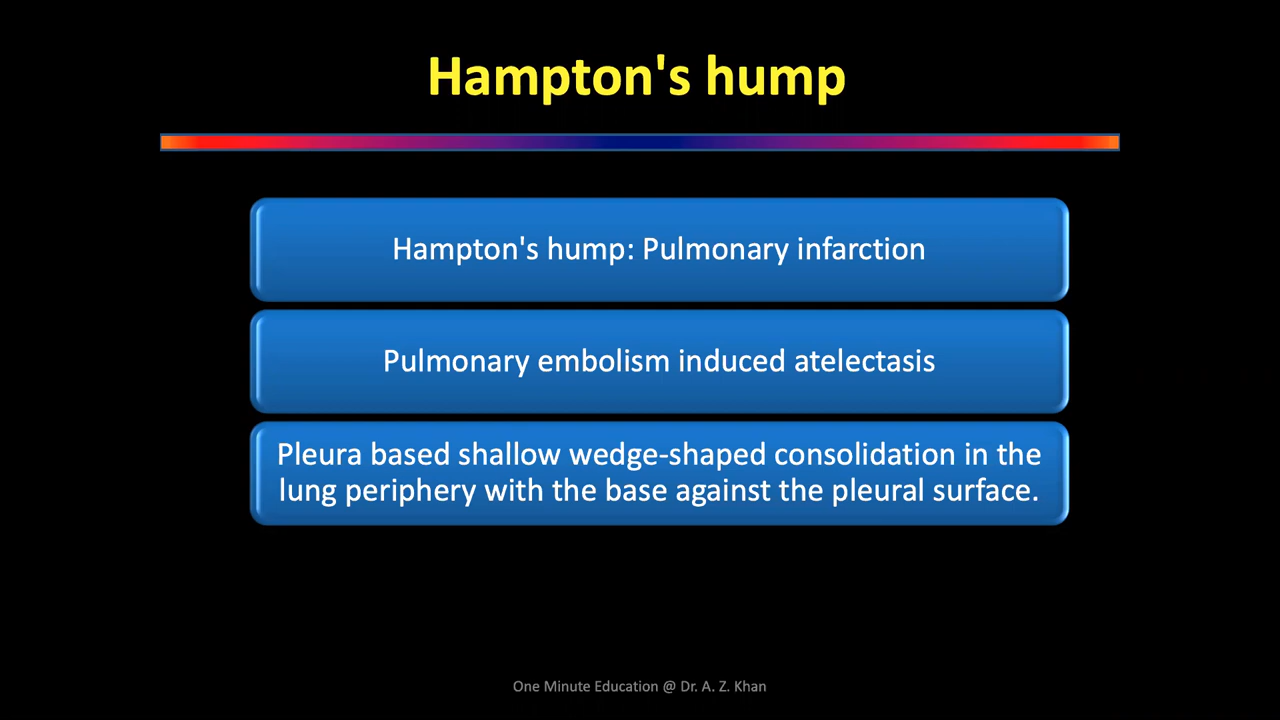 Hampton's hump
Hampton's hump: Pulmonary infarction
Pulmonary embolism induced atelectasis
Pleura based shallow wedge-shaped consolidation in the
lung periphery with the base against the pleural surface.
One Minute Education @ Dr. A. Z. Khan